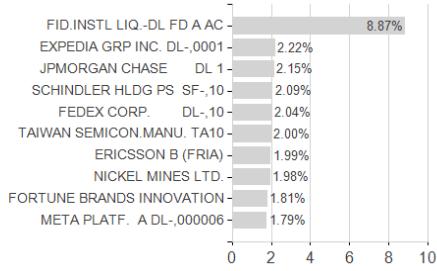 FID.INSTL LIQ.-DL FD A AC 8.87%
EXPEDIA GRP INC. DL-,0001 2.22%
JPMORGAN CHASE DL 1 2.15%
SCHINDLER HLDG PS SF-,10 2.09%
FEDEX CORP. DL-,10 2.04%
TAIWAN SEMICON.MANU. TA10 2.00%
ERICSSON B (FRIA) 1.99%
NICKEL MINES LTD. 1.98%
FORTUNE BRANDS INNOVATION 1.81%
META PLATF. A DL-,000006 1.79%
0 2 4 6 8 10